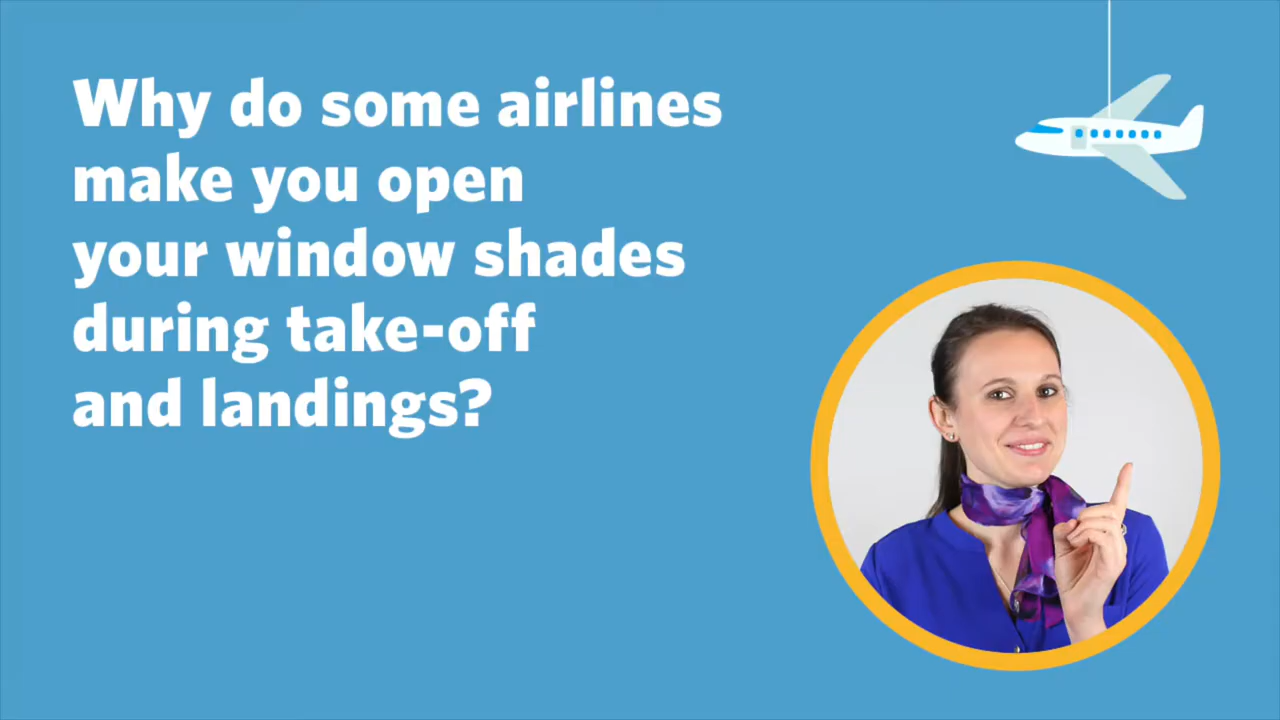 Why do some airlines
make you open
your window shades
during take-off
and landings?